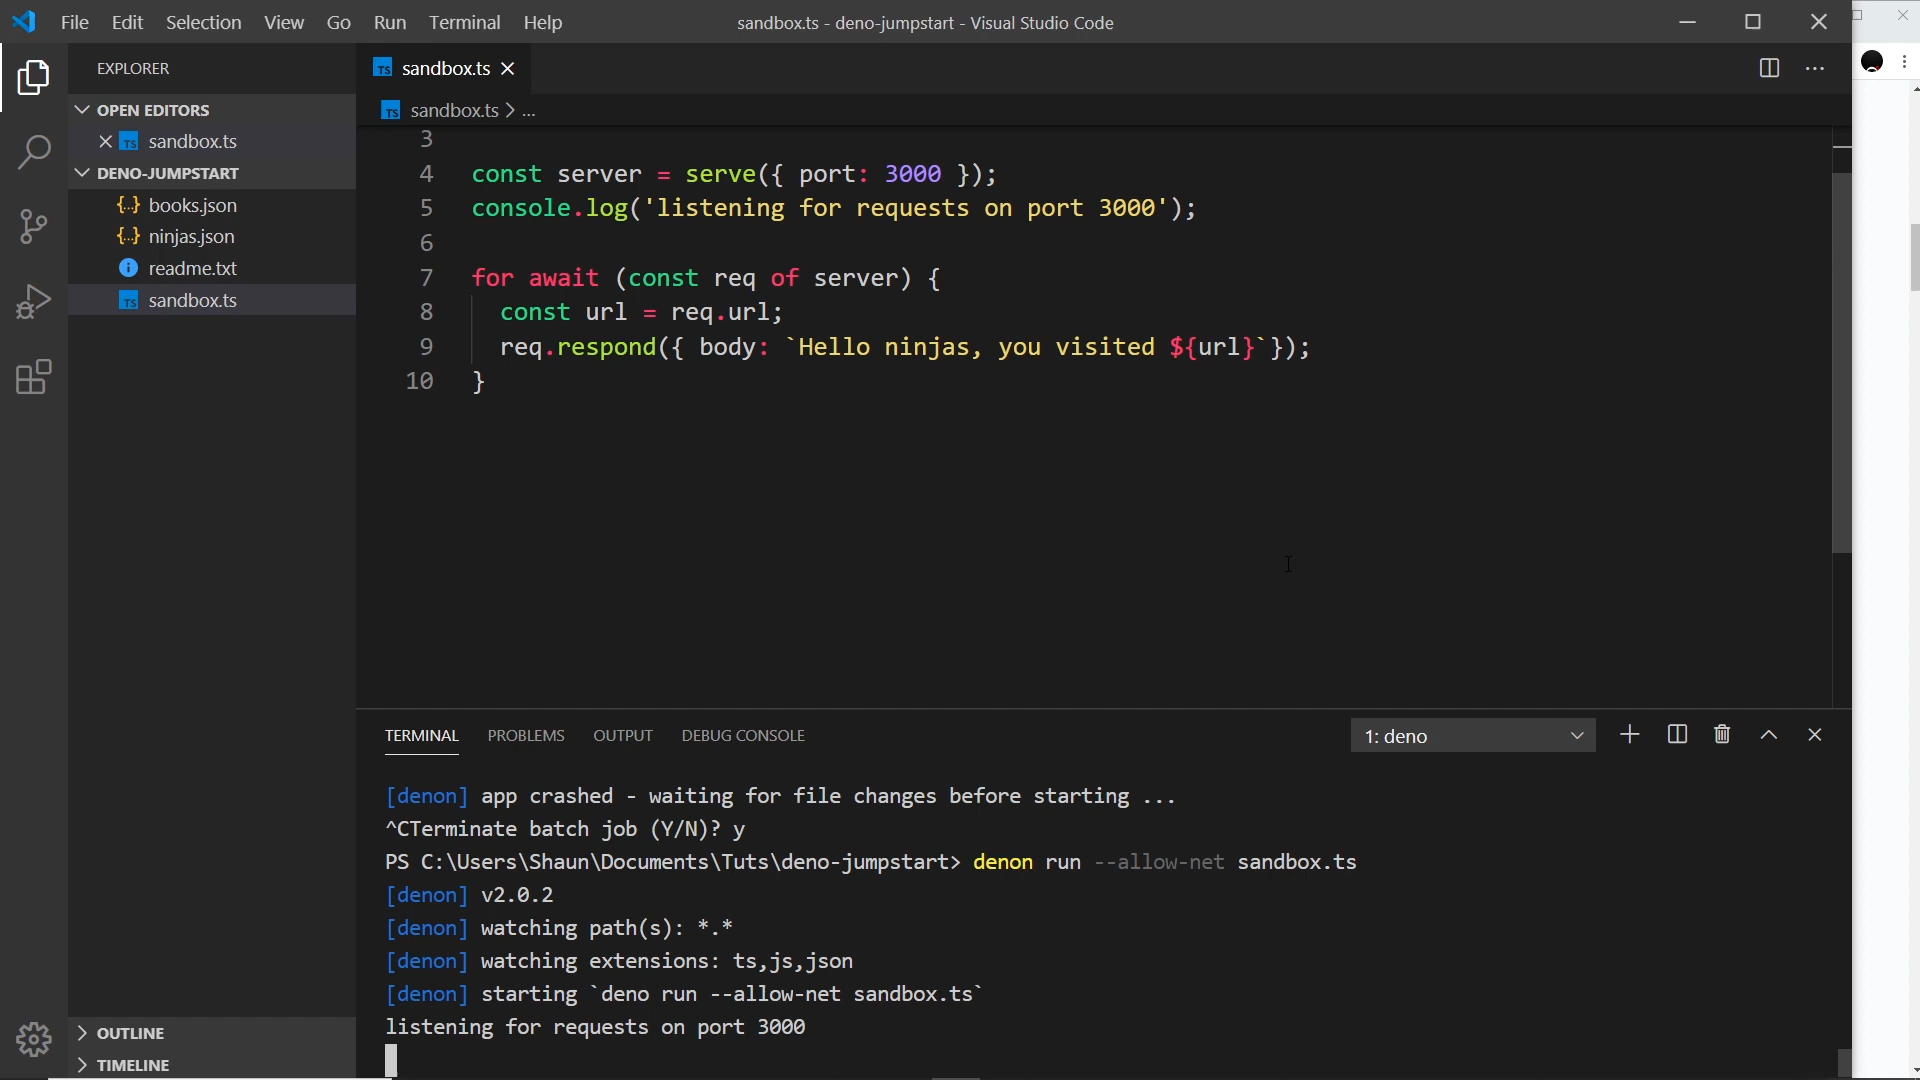 File Edit Selection View Go Run Terminal Help
sandbox.ts - deno-jumpstart - Visual Studio Code
EXPLORER
OPEN EDITORS
TS sandbox.ts
DENO-JUMPSTART
{..} books.json
{..} ninjas.json
readme.txt
TS sandbox.ts
OUTLINE
TIMELINE
TS sandbox.ts
TS sandbox.ts > ...
3
4 const server = serve({ port: 3000 });
5 console.log('listening for requests on port 3000');
6
7 for await (const req of server) {
8 const url = req.url;
9 req.respond({ body: `Hello ninjas, you visited ${url}`});
10 }
TERMINAL PROBLEMS OUTPUT DEBUG CONSOLE
1: deno
[denon] app crashed - waiting for file changes before starting ...
^CTerminate batch job (Y/N)? y
PS C:\Users\Shaun\Documents\Tuts\deno-jumpstart> denon run --allow-net sandbox.ts
[denon] v2.0.2
[denon] watching path(s): *.*
[denon] watching extensions: ts,js,json
[denon] starting `deno run --allow-net sandbox.ts`
listening for requests on port 3000